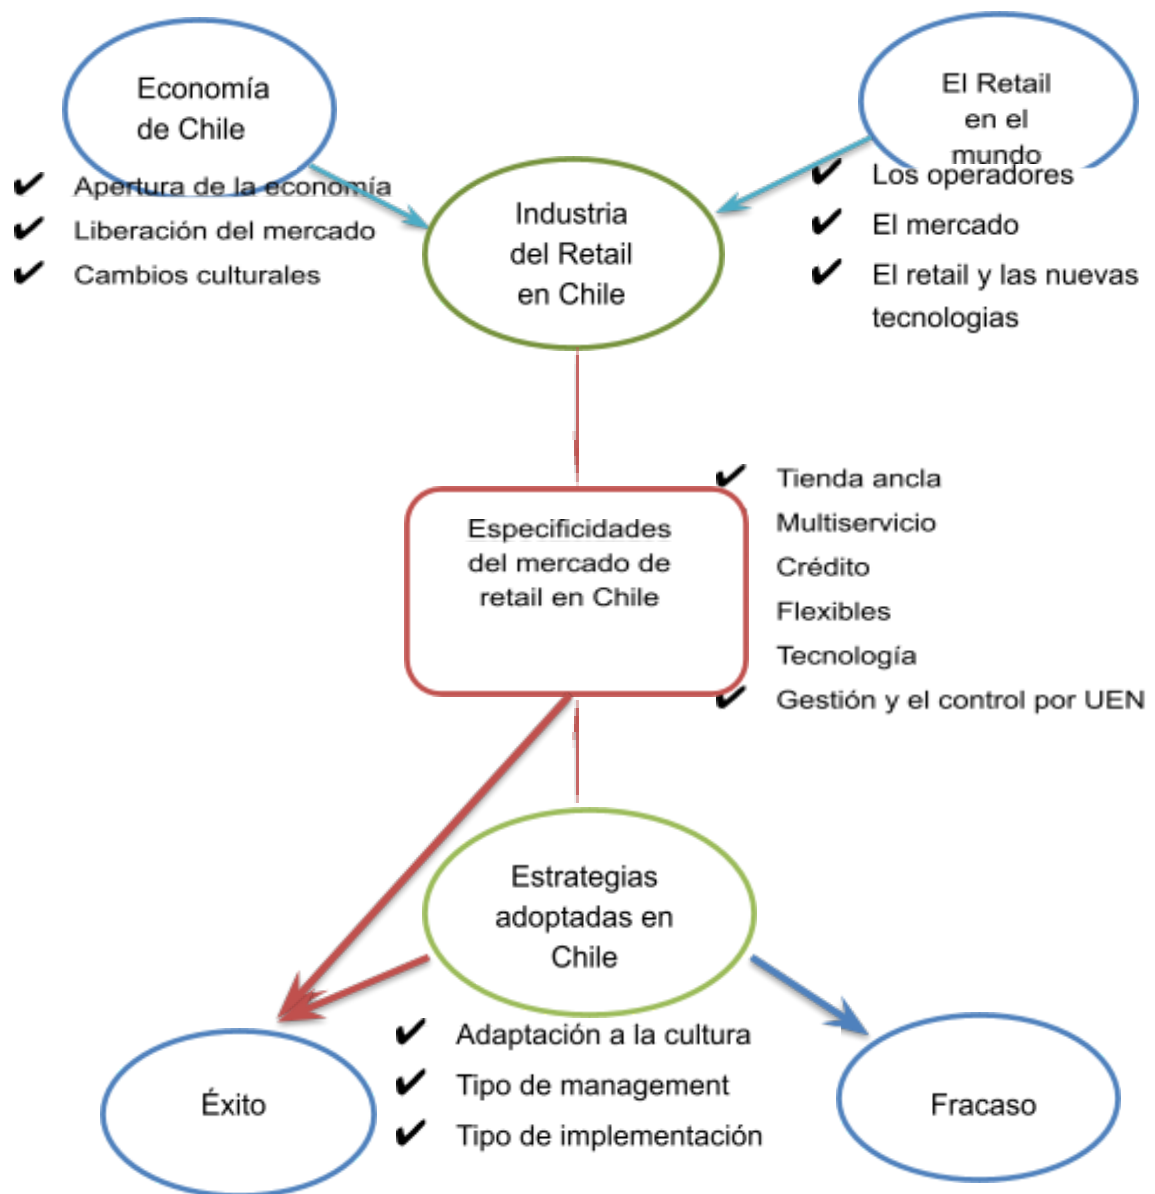 Economía
de Chile
✔ Apertura de la economía
✔ Liberación del mercado
✔ Cambios culturales
El Retail
en el
mundo
✔ Los operadores
✔ El mercado
✔ El retail y las nuevas
tecnologias
Industria
del Retail
en Chile
Especificidades
del mercado de
retail en Chile
✔ Tienda ancla
Multiservicio
Crédito
Flexibles
Tecnología
✔ Gestión y el control por UEN
Estrategias
adoptadas en
Chile
✔ Adaptación a la cultura
✔ Tipo de management
✔ Tipo de implementación
Éxito
Fracaso